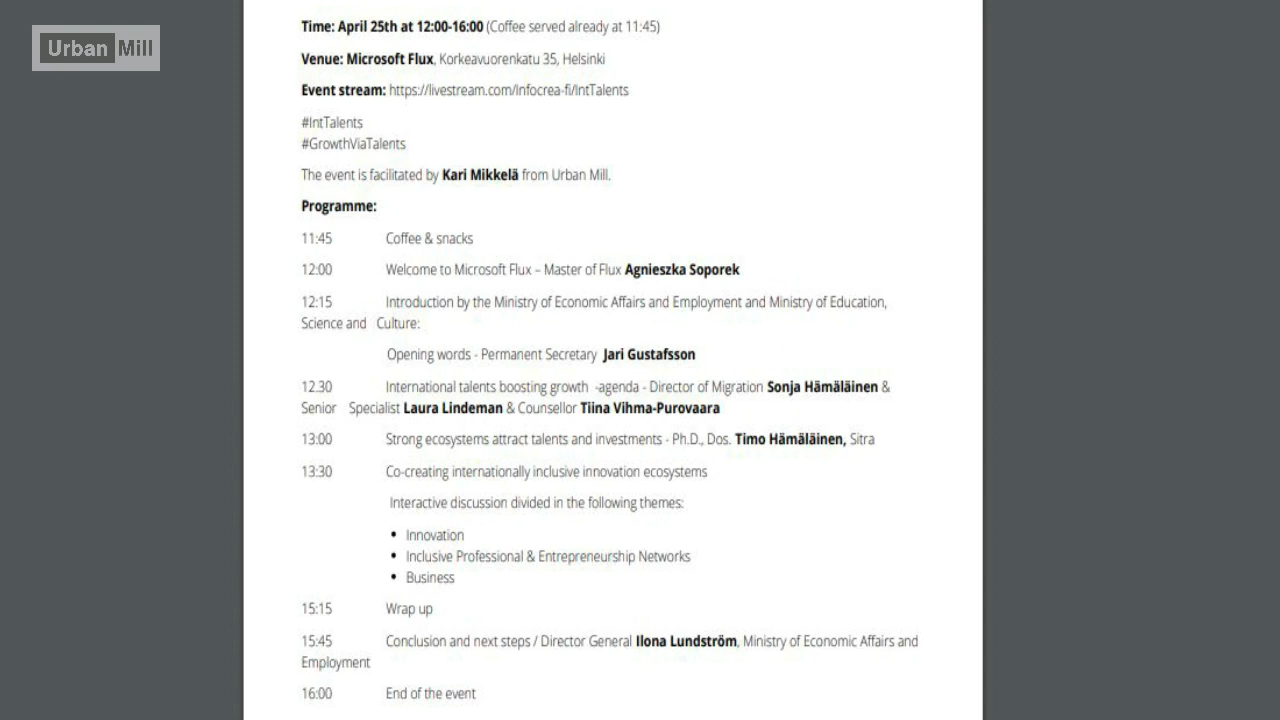 Urban Mill
Time: April 25th at 12:00-16:00 (Coffee served already at 11:45)
Venue: Microsoft Flux, Korkeavuorenkatu 35, Helsinki
Event stream: https://livestream.com/Infocrea-fi/IntTalents
#IntTalents
#GrowthViaTalents
The event is facilitated by Kari Mikkelä from Urban Mill.
Programme:
11:45 Coffee & snacks
12:00 Welcome to Microsoft Flux – Master of Flux Agnieszka Soporek
12:15 Introduction by the Ministry of Economic Affairs and Employment and Ministry of Education,
Science and Culture:
Opening words - Permanent Secretary Jari Gustafsson
12.30 International talents boosting growth -agenda - Director of Migration Sonja Hämäläinen &
Senior Specialist Laura Lindeman & Counsellor Tiina Vihma-Purovaara
13:00 Strong ecosystems attract talents and investments - Ph.D., Dos. Timo Hämäläinen, Sitra
13:30 Co-creating internationally inclusive innovation ecosystems
Interactive discussion divided in the following themes:
• Innovation
• Inclusive Professional & Entrepreneurship Networks
• Business
15:15 Wrap up
15:45 Conclusion and next steps / Director General Ilona Lundström, Ministry of Economic Affairs and
Employment
16:00 End of the event